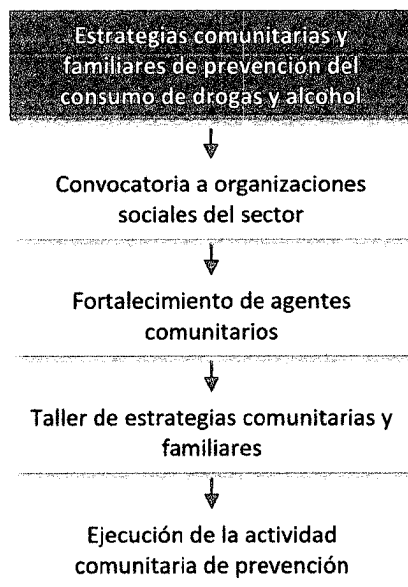 Estrategias comunitarias y
familiares de prevención del
consumo de drogas y alcohol
Convocatoria a organizaciones
sociales del sector
Fortalecimiento de agentes
comunitarios
Taller de estrategias comunitarias y
familiares
Ejecución de la actividad
comunitaria de prevención